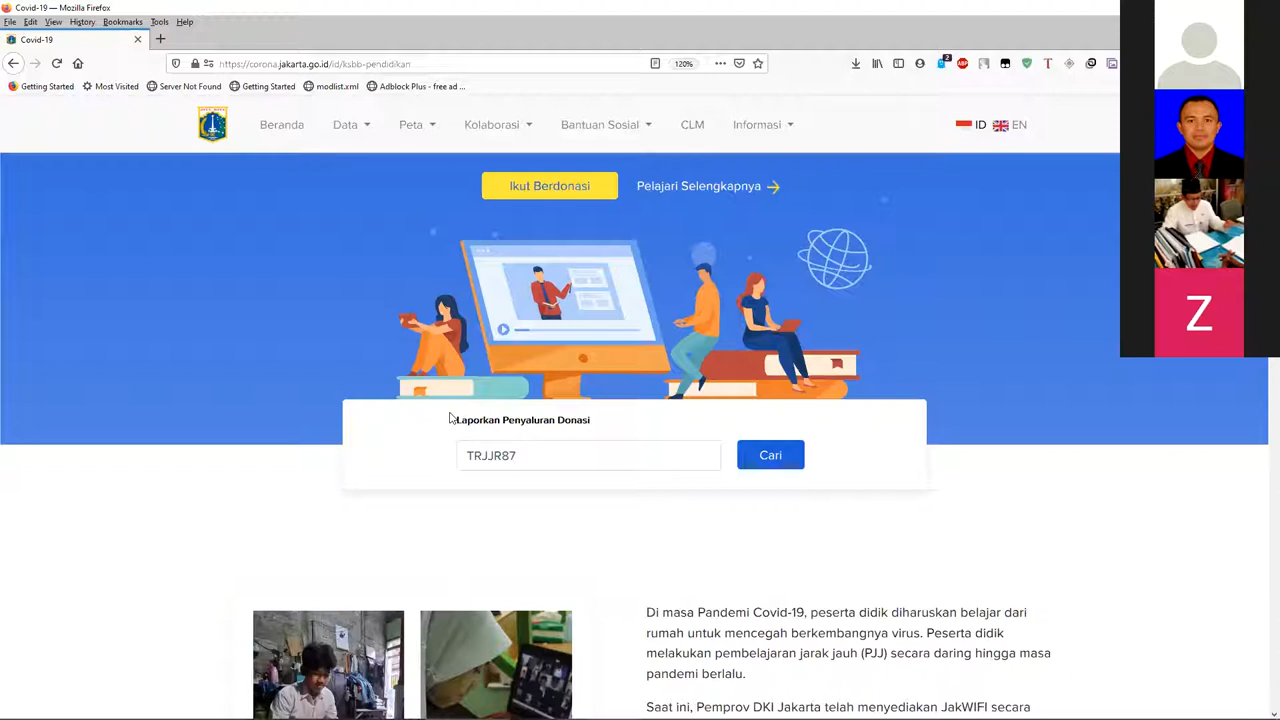 Covid-19 — Mozilla Firefox
File Edit View History Bookmarks Tools Help
Covid-19
https://corona.jakarta.go.id/id/ksbb-pendidikan
120%
2
ABP
T
Getting Started Most Visited Server Not Found Getting Started modlist.xml Adblock Plus - free ad ...
Beranda Data Peta Kolaborasi Bantuan Sosial CLM Informasi ID EN
Ikut Berdonasi Pelajari Selengkapnya
Z
Laporkan Penyaluran Donasi
TRJJR87 Cari
Di masa Pandemi Covid-19, peserta didik diharuskan belajar dari
rumah untuk mencegah berkembangnya virus. Peserta didik
melakukan pembelajaran jarak jauh (PJJ) secara daring hingga masa
pandemi berlalu.
Saat ini, Pemprov DKI Jakarta telah menyediakan JakWIFI secara